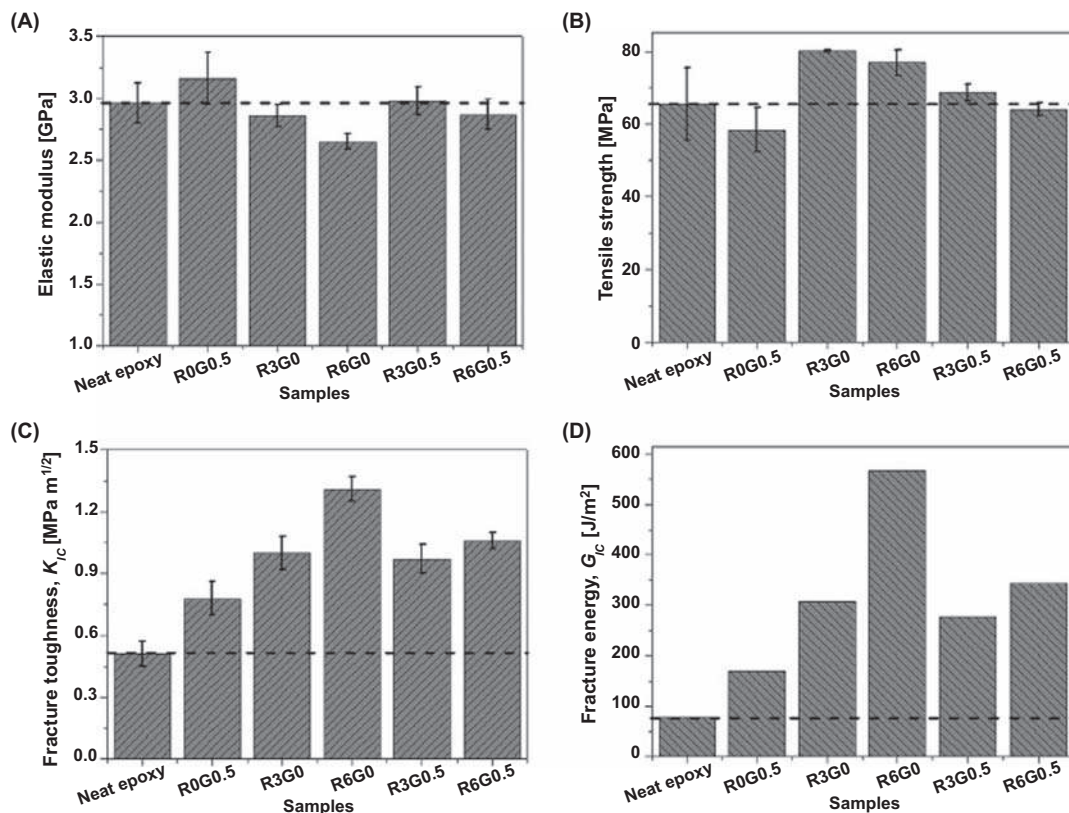 (A)
3.5
3.0
2.5
2.0
1.5
1.0
Elastic modulus [GPa]
Neat epoxy
R0G0.5
R3G0
R6G0
R3G0.5
R6G0.5
Samples
(B)
80
60
40
20
0
Tensile strength [MPa]
Neat epoxy
R0G0.5
R3G0
R6G0
R3G0.5
R6G0.5
Samples
(C)
1.5
1.2
0.9
0.6
0.3
0.0
Fracture toughness, K_IC [MPa m^1/2]
Neat epoxy
R0G0.5
R3G0
R6G0
R3G0.5
R6G0.5
Samples
(D)
600
500
400
300
200
100
0
Fracture energy, G_IC [J/m²]
Neat epoxy
R0G0.5
R3G0
R6G0
R3G0.5
R6G0.5
Samples